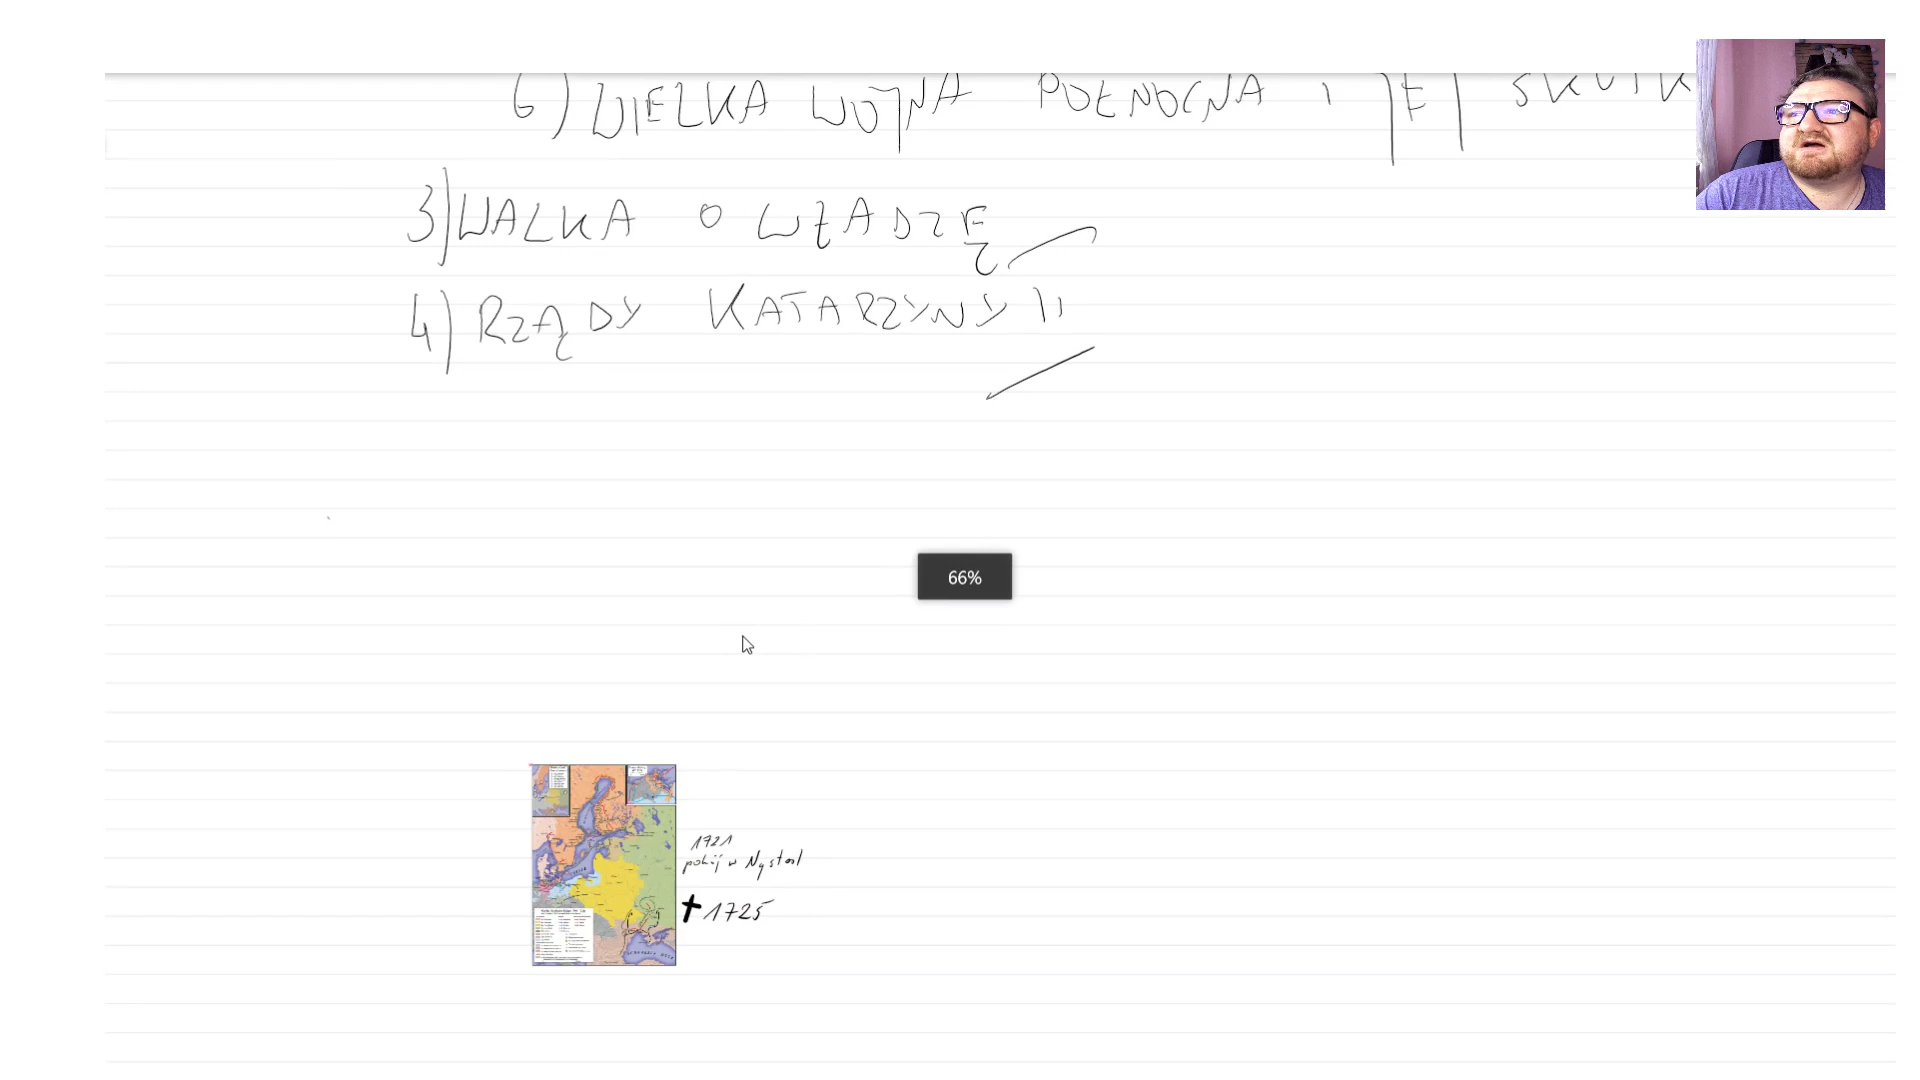 6) WIELKA WOJNA PÓŁNOCNA I JEJ SKUTK
3) WALKA O WŁADZĘ
4) RZĄDY KATARZYNY II
66%
1721
pokój w Nystad
†1725